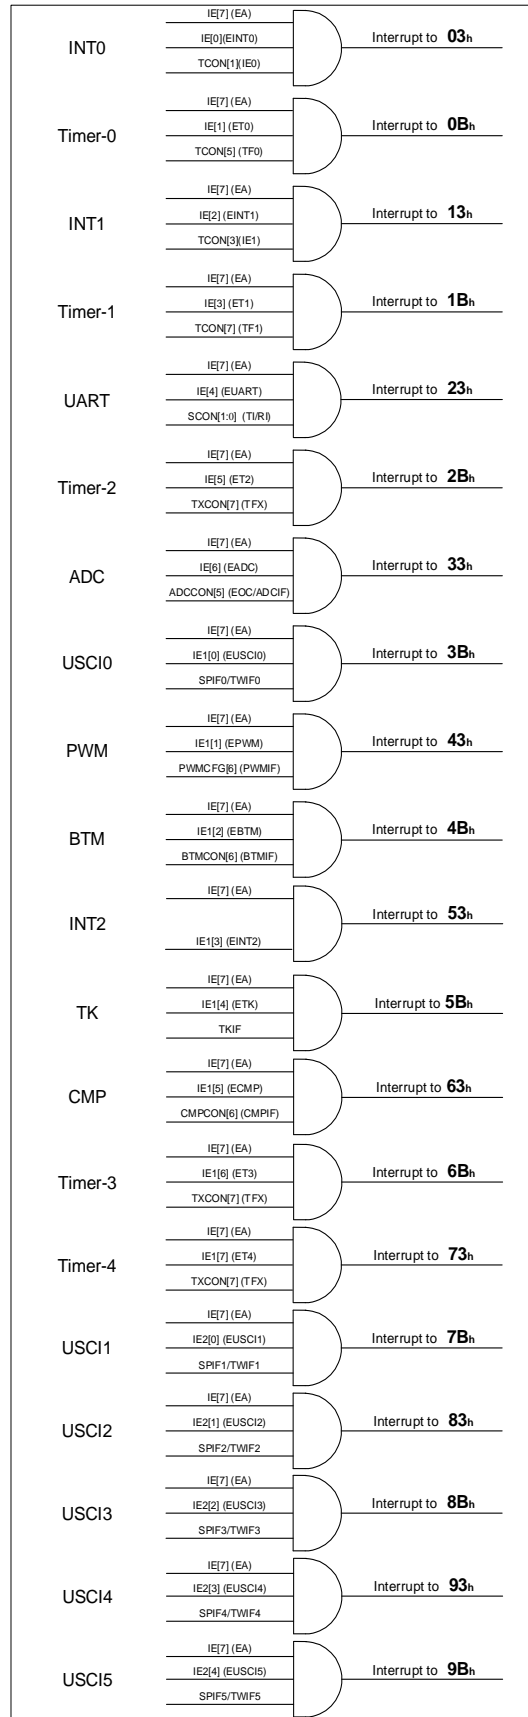 IE[7] (EA)
INT0 IE[0](EINT0) Interrupt to 03h
TCON[1](IE0)
IE[7] (EA)
Timer-0 IE[1] (ET0) Interrupt to 0Bh
TCON[5] (TF0)
IE[7] (EA)
INT1 IE[2] (EINT1) Interrupt to 13h
TCON[3](IE1)
IE[7] (EA)
Timer-1 IE[3] (ET1) Interrupt to 1Bh
TCON[7] (TF1)
IE[7] (EA)
UART IE[4] (EUART) Interrupt to 23h
SCON[1:0] (TI/RI)
IE[7] (EA)
Timer-2 IE[5] (ET2) Interrupt to 2Bh
TXCON[7] (TFX)
IE[7] (EA)
ADC IE[6] (EADC) Interrupt to 33h
ADCCON[5] (EOC/ADCIF)
IE[7] (EA)
USCI0 IE1[0] (EUSCI0) Interrupt to 3Bh
SPIF0/TWIF0
IE[7] (EA)
PWM IE1[1] (EPWM) Interrupt to 43h
PWMCFG[6] (PWMIF)
IE[7] (EA)
BTM IE1[2] (EBTM) Interrupt to 4Bh
BTMCON[6] (BTMIF)
IE[7] (EA)
INT2 Interrupt to 53h
IE1[3] (EINT2)
IE[7] (EA)
TK IE1[4] (ETK) Interrupt to 5Bh
TKIF
IE[7] (EA)
CMP IE1[5] (ECMP) Interrupt to 63h
CMPCON[6] (CMPIF)
IE[7] (EA)
Timer-3 IE1[6] (ET3) Interrupt to 6Bh
TXCON[7] (TFX)
IE[7] (EA)
Timer-4 IE1[7] (ET4) Interrupt to 73h
TXCON[7] (TFX)
IE[7] (EA)
USCI1 IE2[0] (EUSCI1) Interrupt to 7Bh
SPIF1/TWIF1
IE[7] (EA)
USCI2 IE2[1] (EUSCI2) Interrupt to 83h
SPIF2/TWIF2
IE[7] (EA)
USCI3 IE2[2] (EUSCI3) Interrupt to 8Bh
SPIF3/TWIF3
IE[7] (EA)
USCI4 IE2[3] (EUSCI4) Interrupt to 93h
SPIF4/TWIF4
IE[7] (EA)
USCI5 IE2[4] (EUSCI5) Interrupt to 9Bh
SPIF5/TWIF5